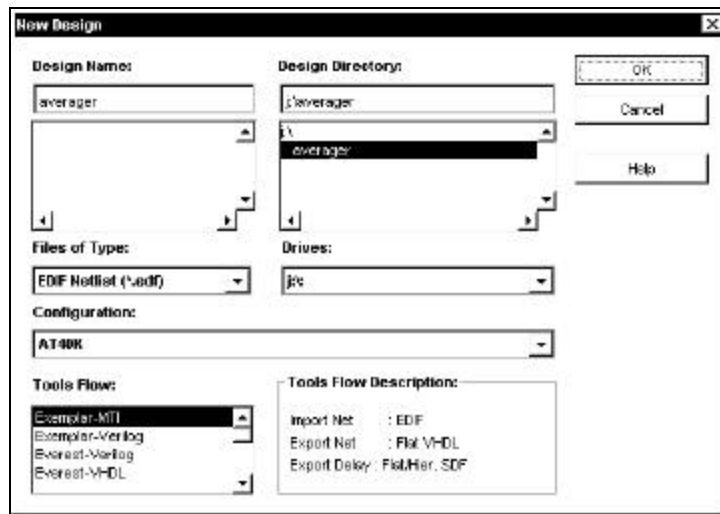 New Design
Design Name:
averager
Design Directory:
j:\averager
j:\
averager
OK
Cancel
Help
Files of Type:
EDIF Netlist (*.edf)
Drives:
j:\
Configuration:
AT40K
Tools Flow:
Exemplar-MTI
Exemplar-Verilog
Everest-Verilog
Everest-VHDL
Tools Flow Description:
Import Net : EDIF
Export Net : Flat VHDL
Export Delay : Flat/Hier. SDF